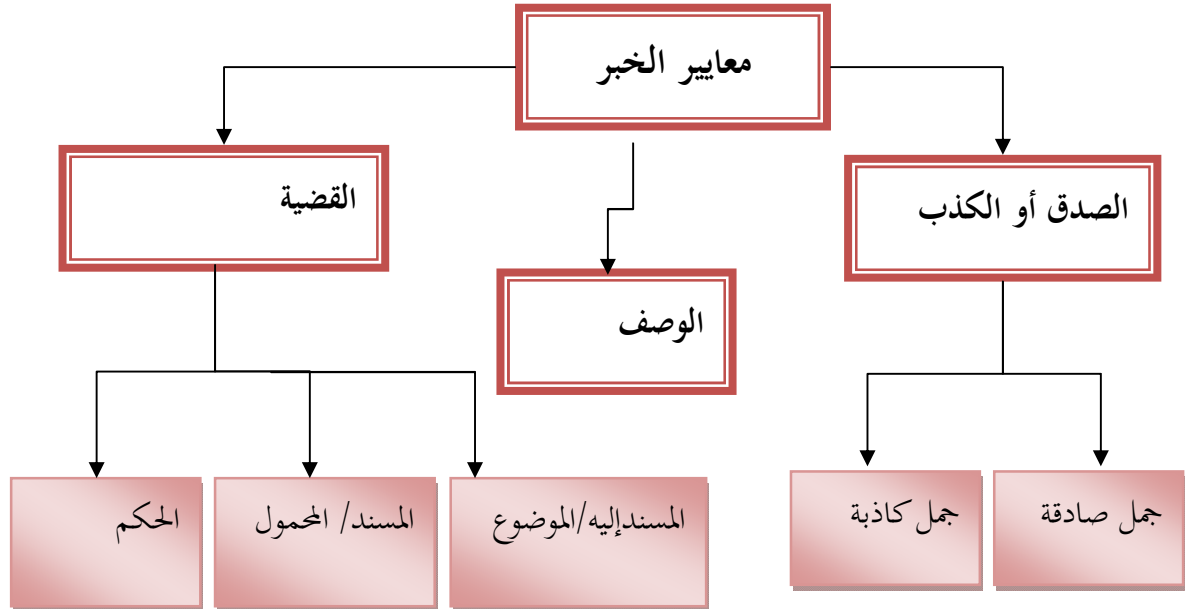 معايير الخبر
الصدق أو الكذب
القضية
الوصف
جمل صادقة
جمل كاذبة
المسندإليه/الموضوع
المسند/ المحمول
الحكم